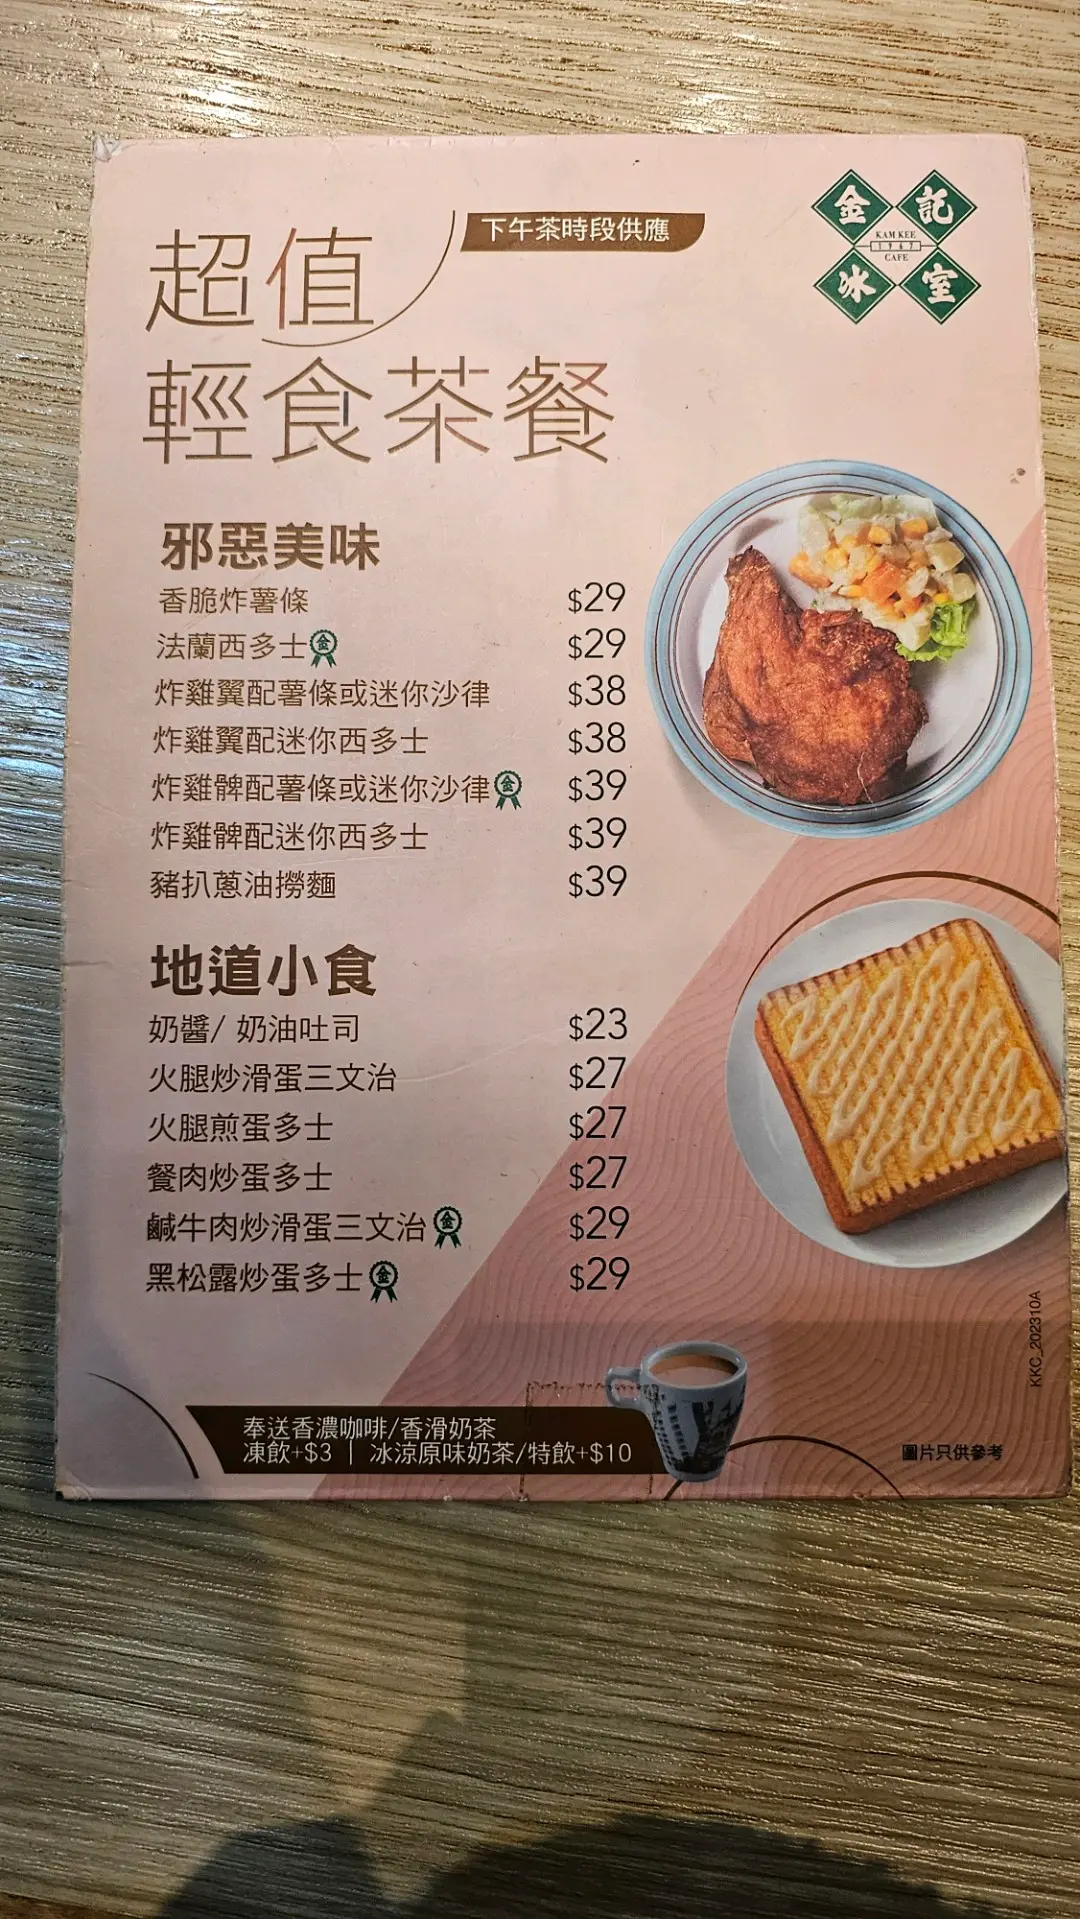 下午茶時段供應
金記冰室
KAM KEE
1967
CAFE
超值
輕食茶餐
邪惡美味
香脆炸薯條 $29
法蘭西多士金 $29
炸雞翼配薯條或迷你沙律 $38
炸雞翼配迷你西多士 $38
炸雞髀配薯條或迷你沙律金 $39
炸雞髀配迷你西多士 $39
豬扒蔥油撈麵 $39
地道小食
奶醬/ 奶油吐司 $23
火腿炒滑蛋三文治 $27
火腿煎蛋多士 $27
餐肉炒蛋多士 $27
鹹牛肉炒滑蛋三文治金 $29
黑松露炒蛋多士金 $29
KKC_202310A
奉送香濃咖啡/香滑奶茶
凍飲+$3 | 冰涼原味奶茶/特飲+$10
圖片只供參考